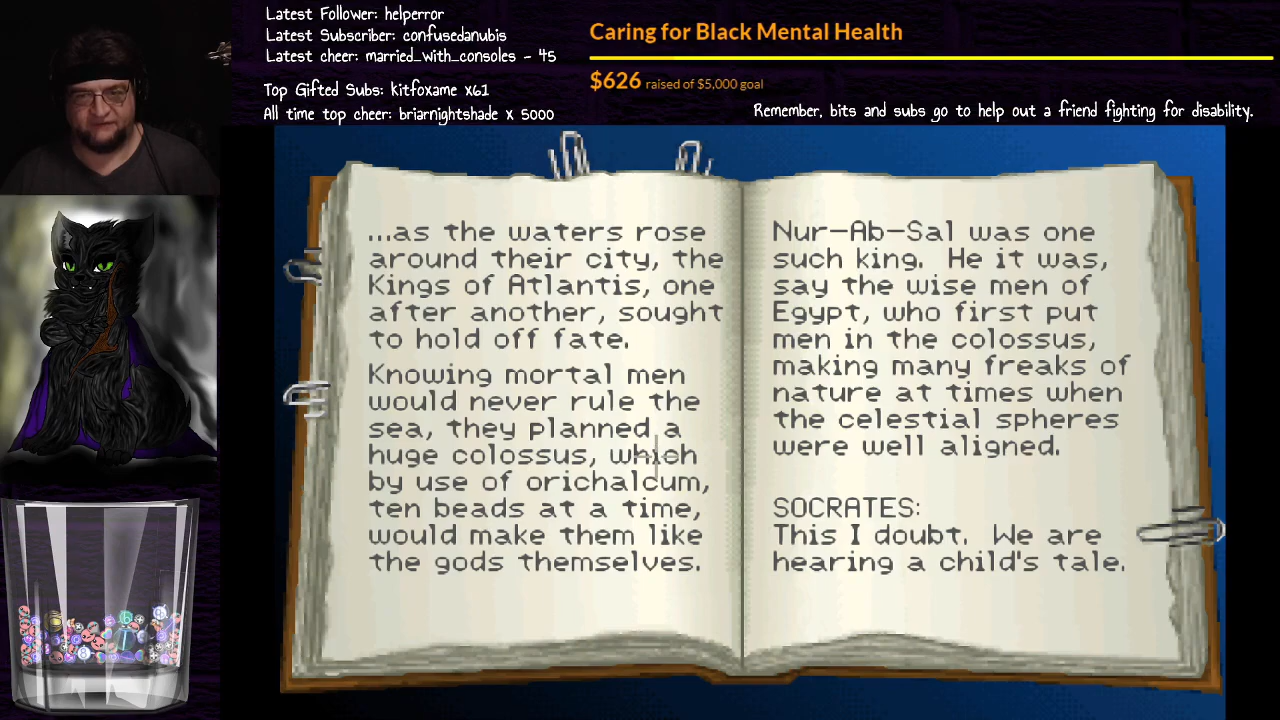 Latest Follower: helperror
Latest Subscriber: confusedanubis
Latest cheer: married_with_consoles - 45
Top Gifted Subs: kitfoxame x61
All time top cheer: briarnightshade x 5000
Caring for Black Mental Health
$626 raised of $5,000 goal
Remember, bits and subs go to help out a friend fighting for disability.
...as the waters rose
around their city, the
Kings of Atlantis, one
after another, sought
to hold off fate.
Knowing mortal men
would never rule the
sea, they planned a
huge colossus, which
by use of orichalcum,
ten beads at a time,
would make them like
the gods themselves.
Nur-Ab-Sal was one
such king. He it was,
say the wise men of
Egypt, who first put
men in the colossus,
making many freaks of
nature at times when
the celestial spheres
were well aligned.
SOCRATES:
This I doubt. We are
hearing a child's tale.